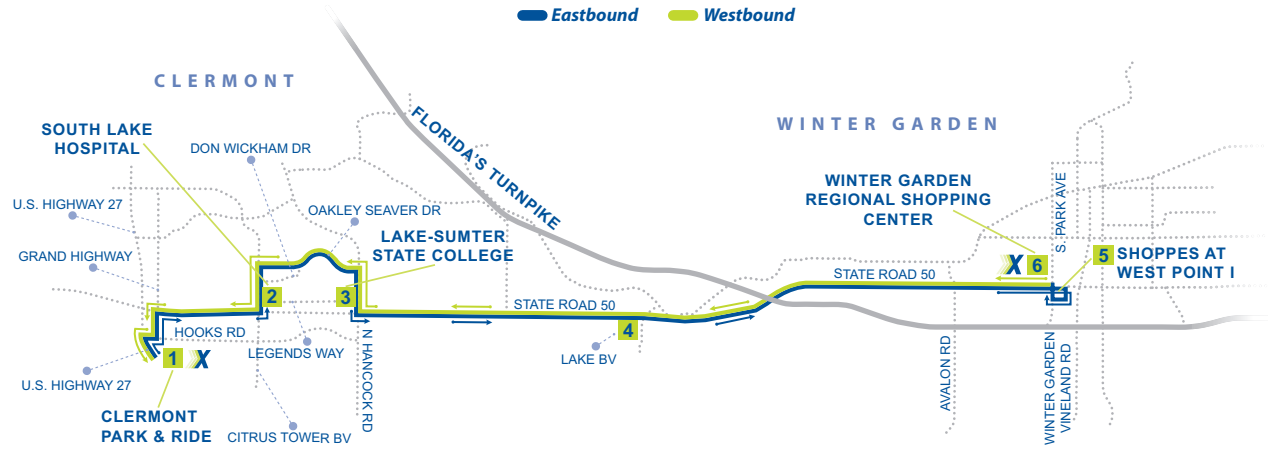 Eastbound
Westbound
CLERMONT
SOUTH LAKE
HOSPITAL
DON WICKHAM DR
FLORIDA'S TURNPIKE
WINTER GARDEN
U.S. HIGHWAY 27
OAKLEY SEAVER DR
WINTER GARDEN
REGIONAL SHOPPING
CENTER
S. PARK AVE
GRAND HIGHWAY
LAKE-SUMTER
STATE COLLEGE
X 6
5
SHOPPES AT
WEST POINT I
STATE ROAD 50
2
3
STATE ROAD 50
4
HOOKS RD
LEGENDS WAY
N HANCOCK RD
LAKE BV
1 X
U.S. HIGHWAY 27
AVALON RD
WINTER GARDEN
VINELAND RD
CLERMONT
PARK & RIDE
CITRUS TOWER BV